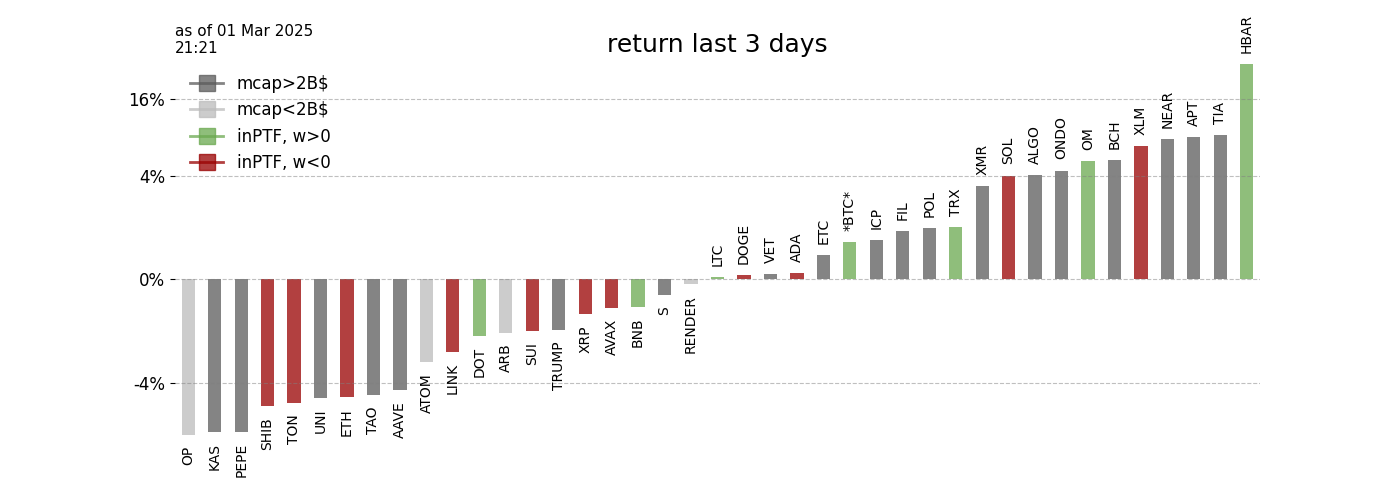 as of 01 Mar 2025
21:21
return last 3 days
mcap>2B$
mcap<2B$
inPTF, w>0
inPTF, w<0
16%
4%
0%
-4%
OP
KAS
PEPE
SHIB
TON
UNI
ETH
TAO
AAVE
ATOM
LINK
DOT
ARB
SUI
TRUMP
XRP
AVAX
BNB
S
RENDER
LTC
DOGE
VET
ADA
ETC
*BTC*
ICP
FIL
POL
TRX
XMR
SOL
ALGO
ONDO
OM
BCH
XLM
NEAR
APT
TIA
HBAR